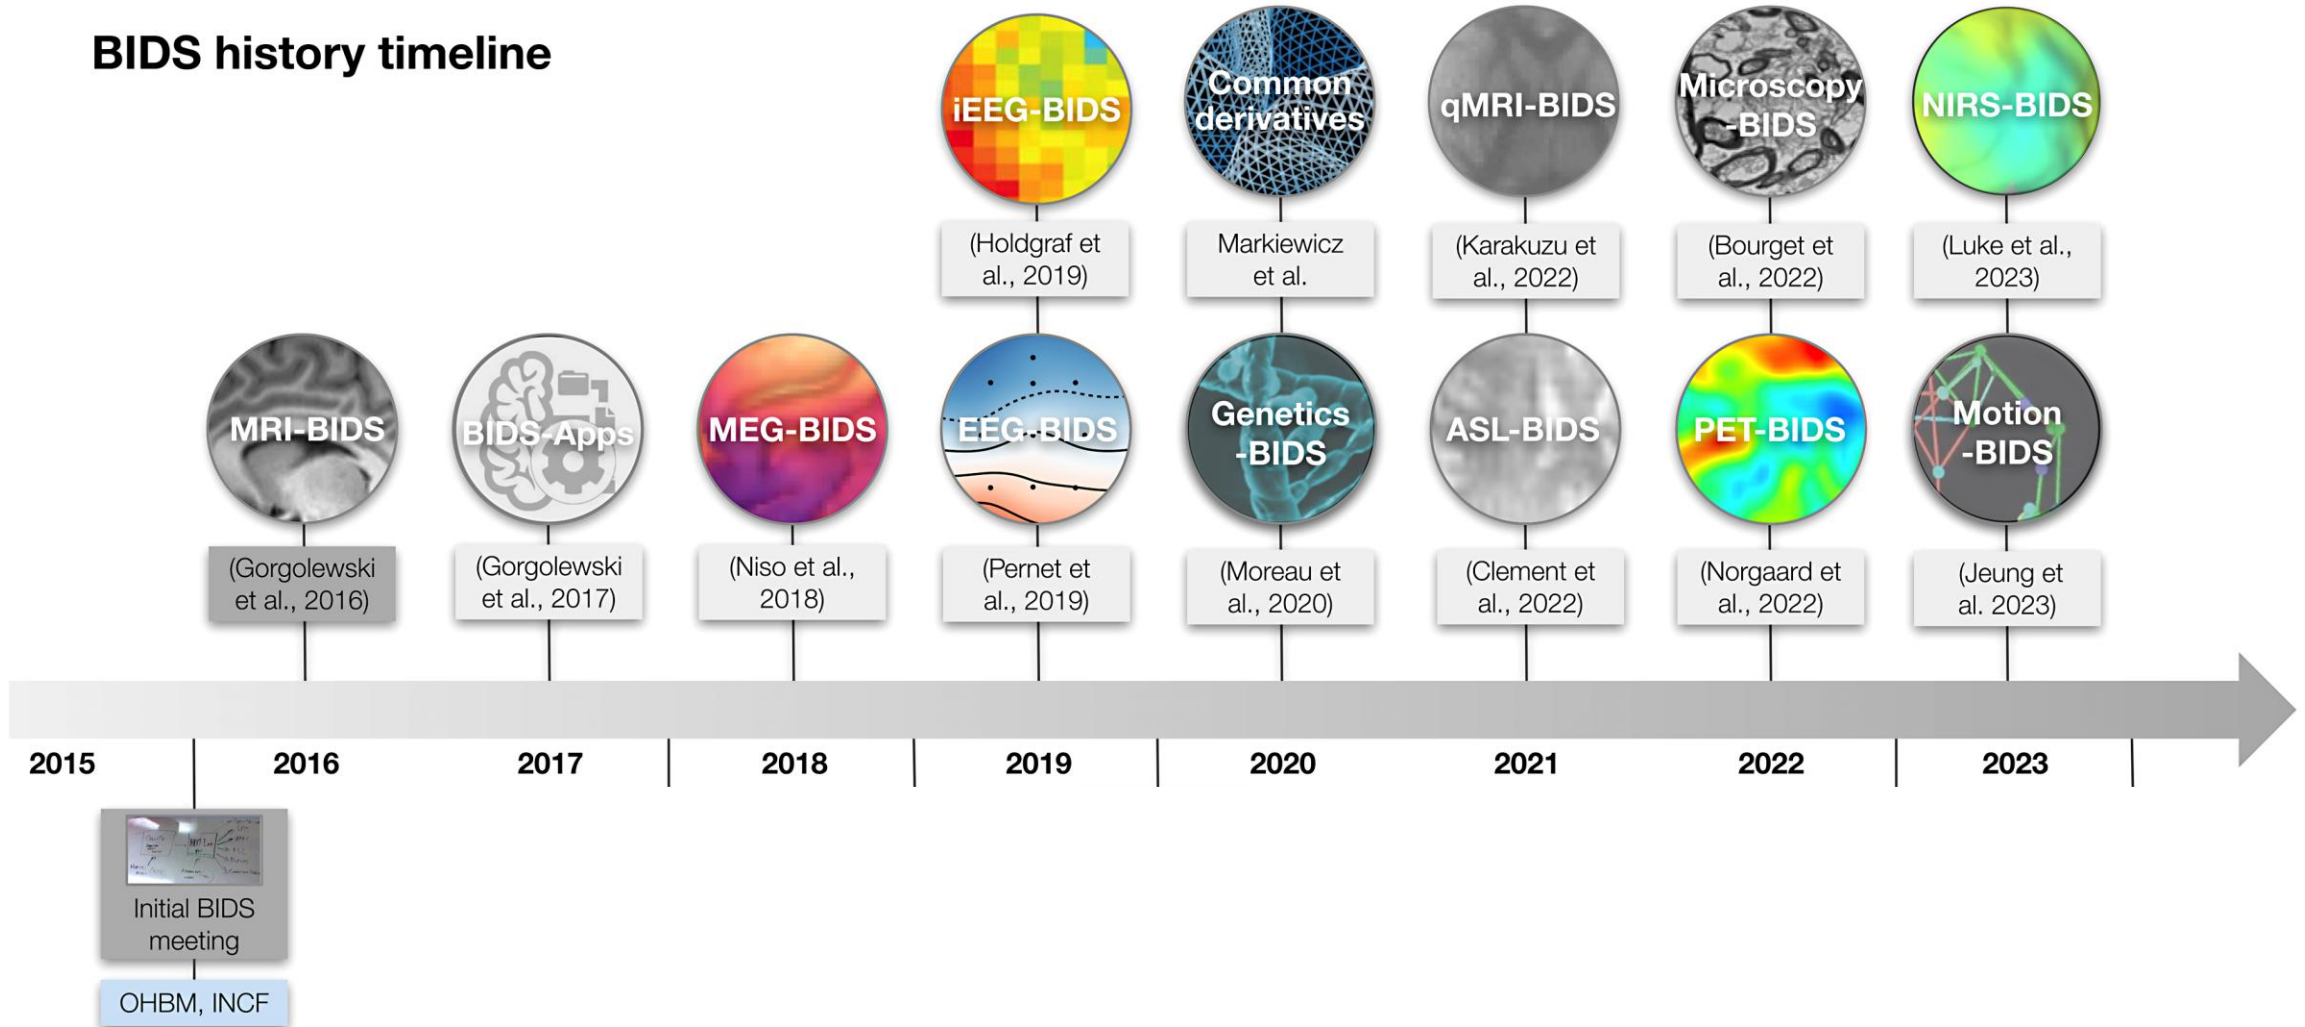 BIDS history timeline
iEEG-BIDS
Common
derivatives
qMRI-BIDS
Microscopy
-BIDS
NIRS-BIDS
(Holdgraf et
al., 2019)
Markiewicz
et al.
(Karakuzu et
al., 2022)
(Bourget et
al., 2022)
(Luke et al.,
2023)
MRI-BIDS
BIDS-Apps
MEG-BIDS
EEG-BIDS
Genetics
-BIDS
ASL-BIDS
PET-BIDS
Motion
-BIDS
(Gorgolewski
et al., 2016)
(Gorgolewski
et al., 2017)
(Niso et al.,
2018)
(Pernet et
al., 2019)
(Moreau et
al., 2020)
(Clement et
al., 2022)
(Norgaard et
al., 2022)
(Jeung et
al. 2023)
2015
2016
2017
2018
2019
2020
2021
2022
2023
Initial BIDS
meeting
OHBM, INCF